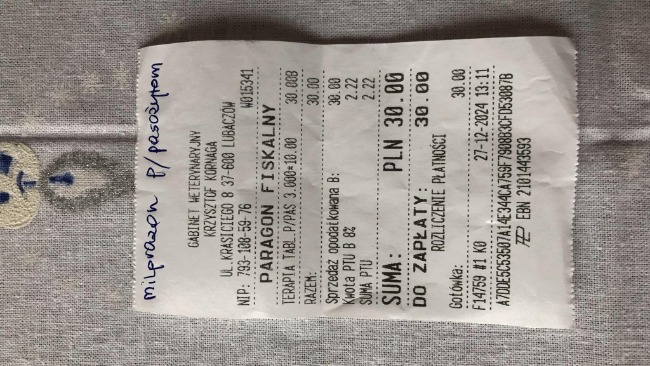 milprazon p/pasożytom
GABINET WETERYNARYJNY
KRZYSZTOF KORNAGA
UL.KRASICKIEGO 8 37-600 LUBACZÓW
NIP: 793-108-59-76 W015341
PARAGON FISKALNY
TERAPIA TABL.P/PAS 3.000×10.00 30.00B
RAZEM: 30.00
Sprzedaż opodatkowana B: 30.00
Kwota PTU B 8% 2.22
SUMA PTU 2.22
SUMA: PLN 30.00
DO ZAPŁATY: 30.00
ROZLICZENIE PŁATNOŚCI
Gotówka: 30.00
F14759 #1 K0 27-12-2024 13:11
EBN 2101443593